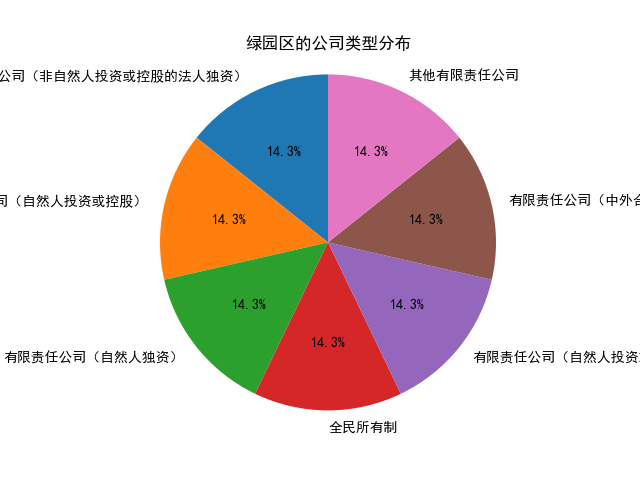 绿园区的公司类型分布
公司（非自然人投资或控股的法人独资）
其他有限责任公司
14.3%
14.3%
司（自然人投资或控股）
有限责任公司（中外合
14.3%
14.3%
14.3%
14.3%
14.3%
有限责任公司（自然人独资）
有限责任公司（自然人投资
全民所有制